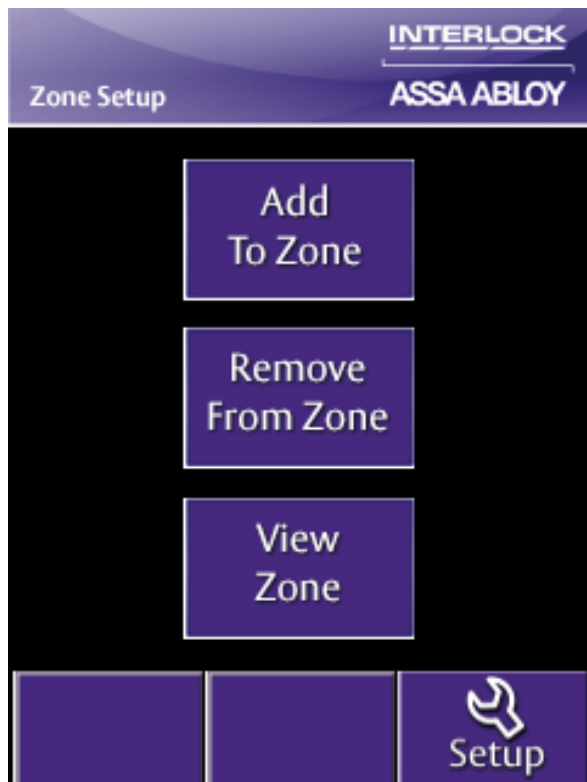 INTERLOCK
Zone Setup
ASSA ABLOY
Add
To Zone
Remove
From Zone
View
Zone
Setup